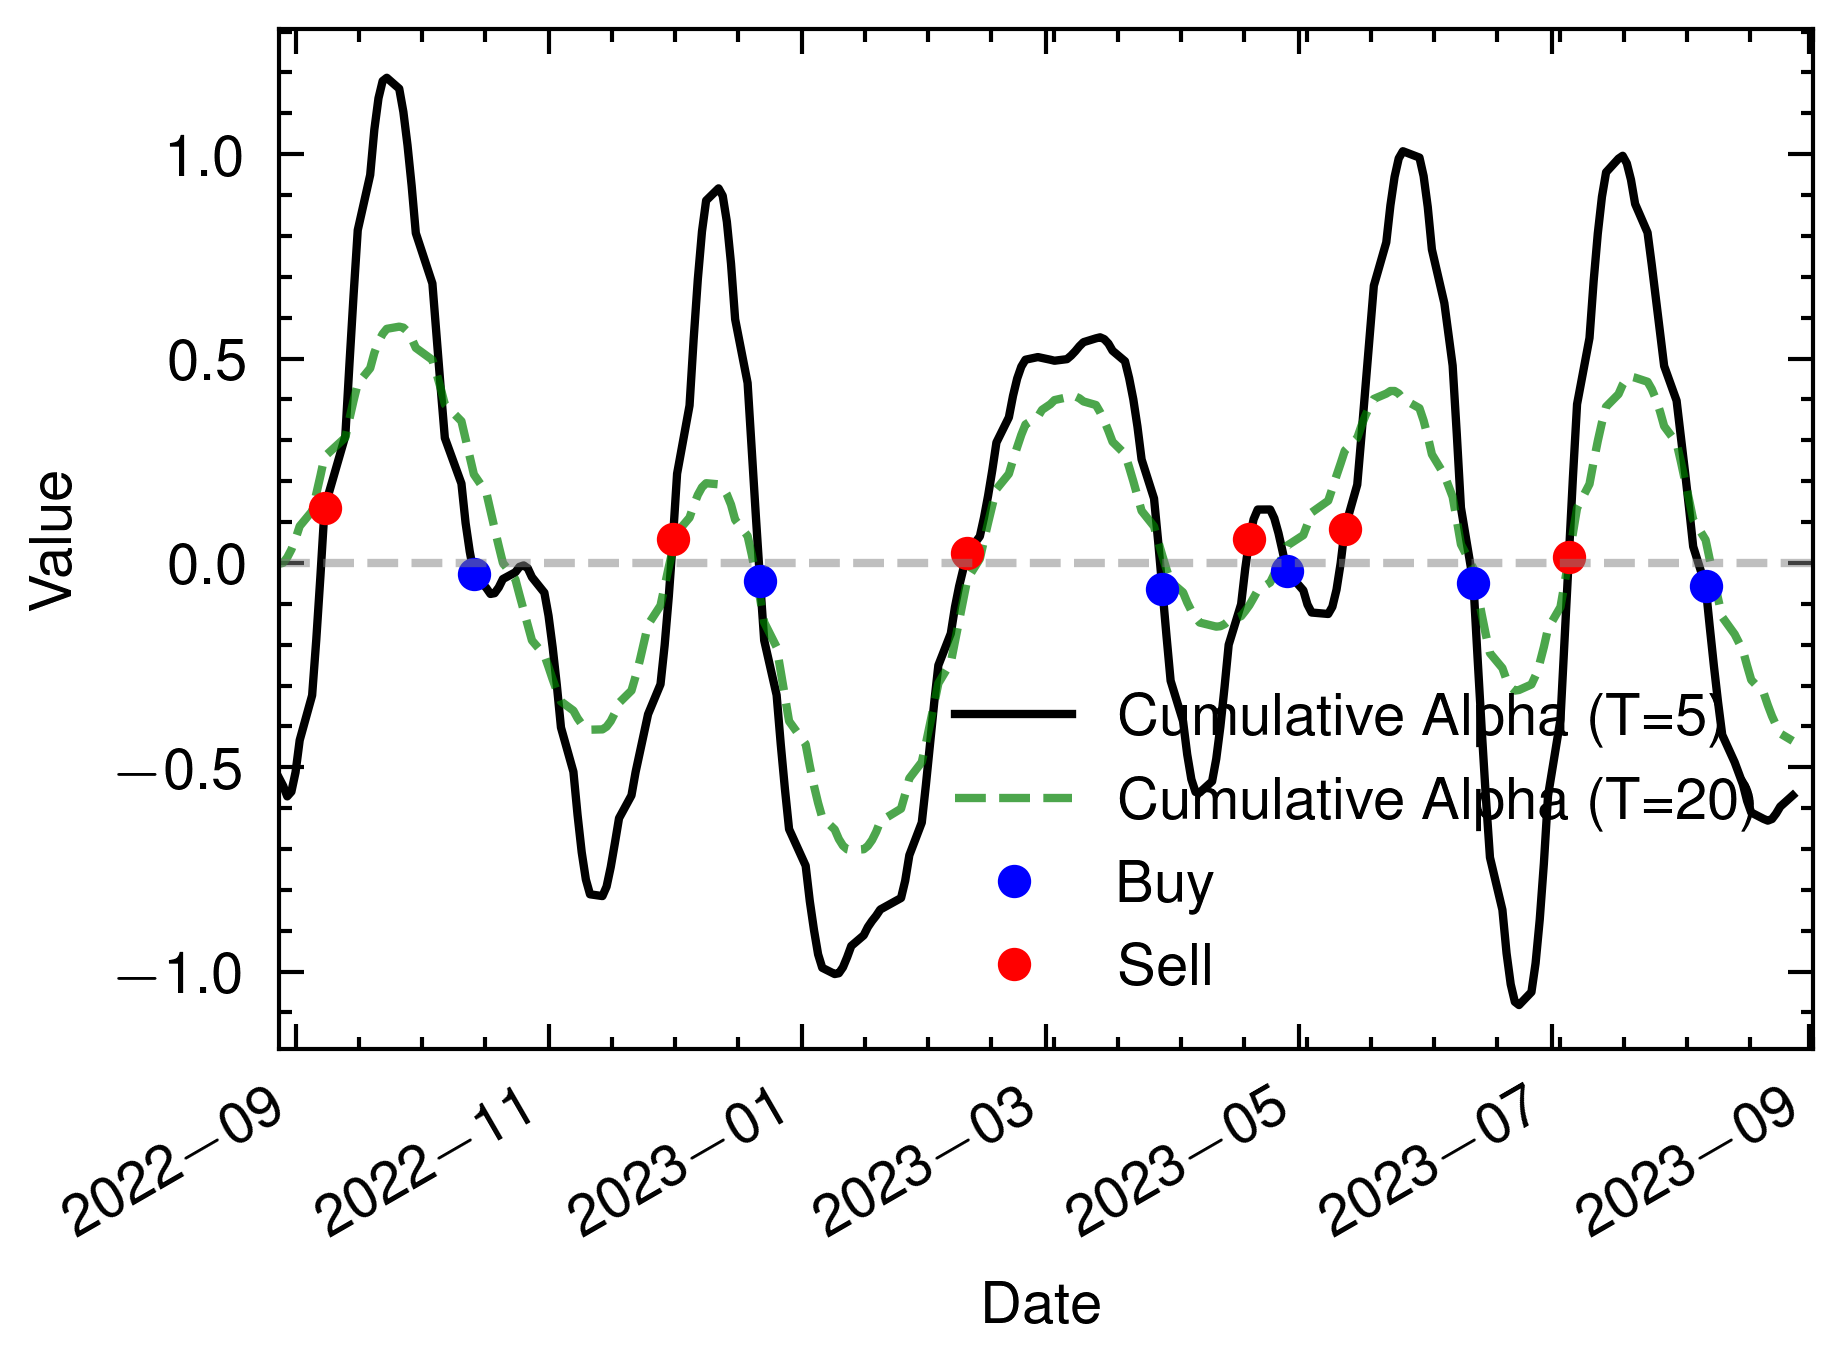 Value
1.0
0.5
0.0
−0.5
−1.0
Cumulative Alpha (T=5)
Cumulative Alpha (T=20)
Buy
Sell
2022−09
2022−11
2023−01
2023−03
2023−05
2023−07
2023−09
Date